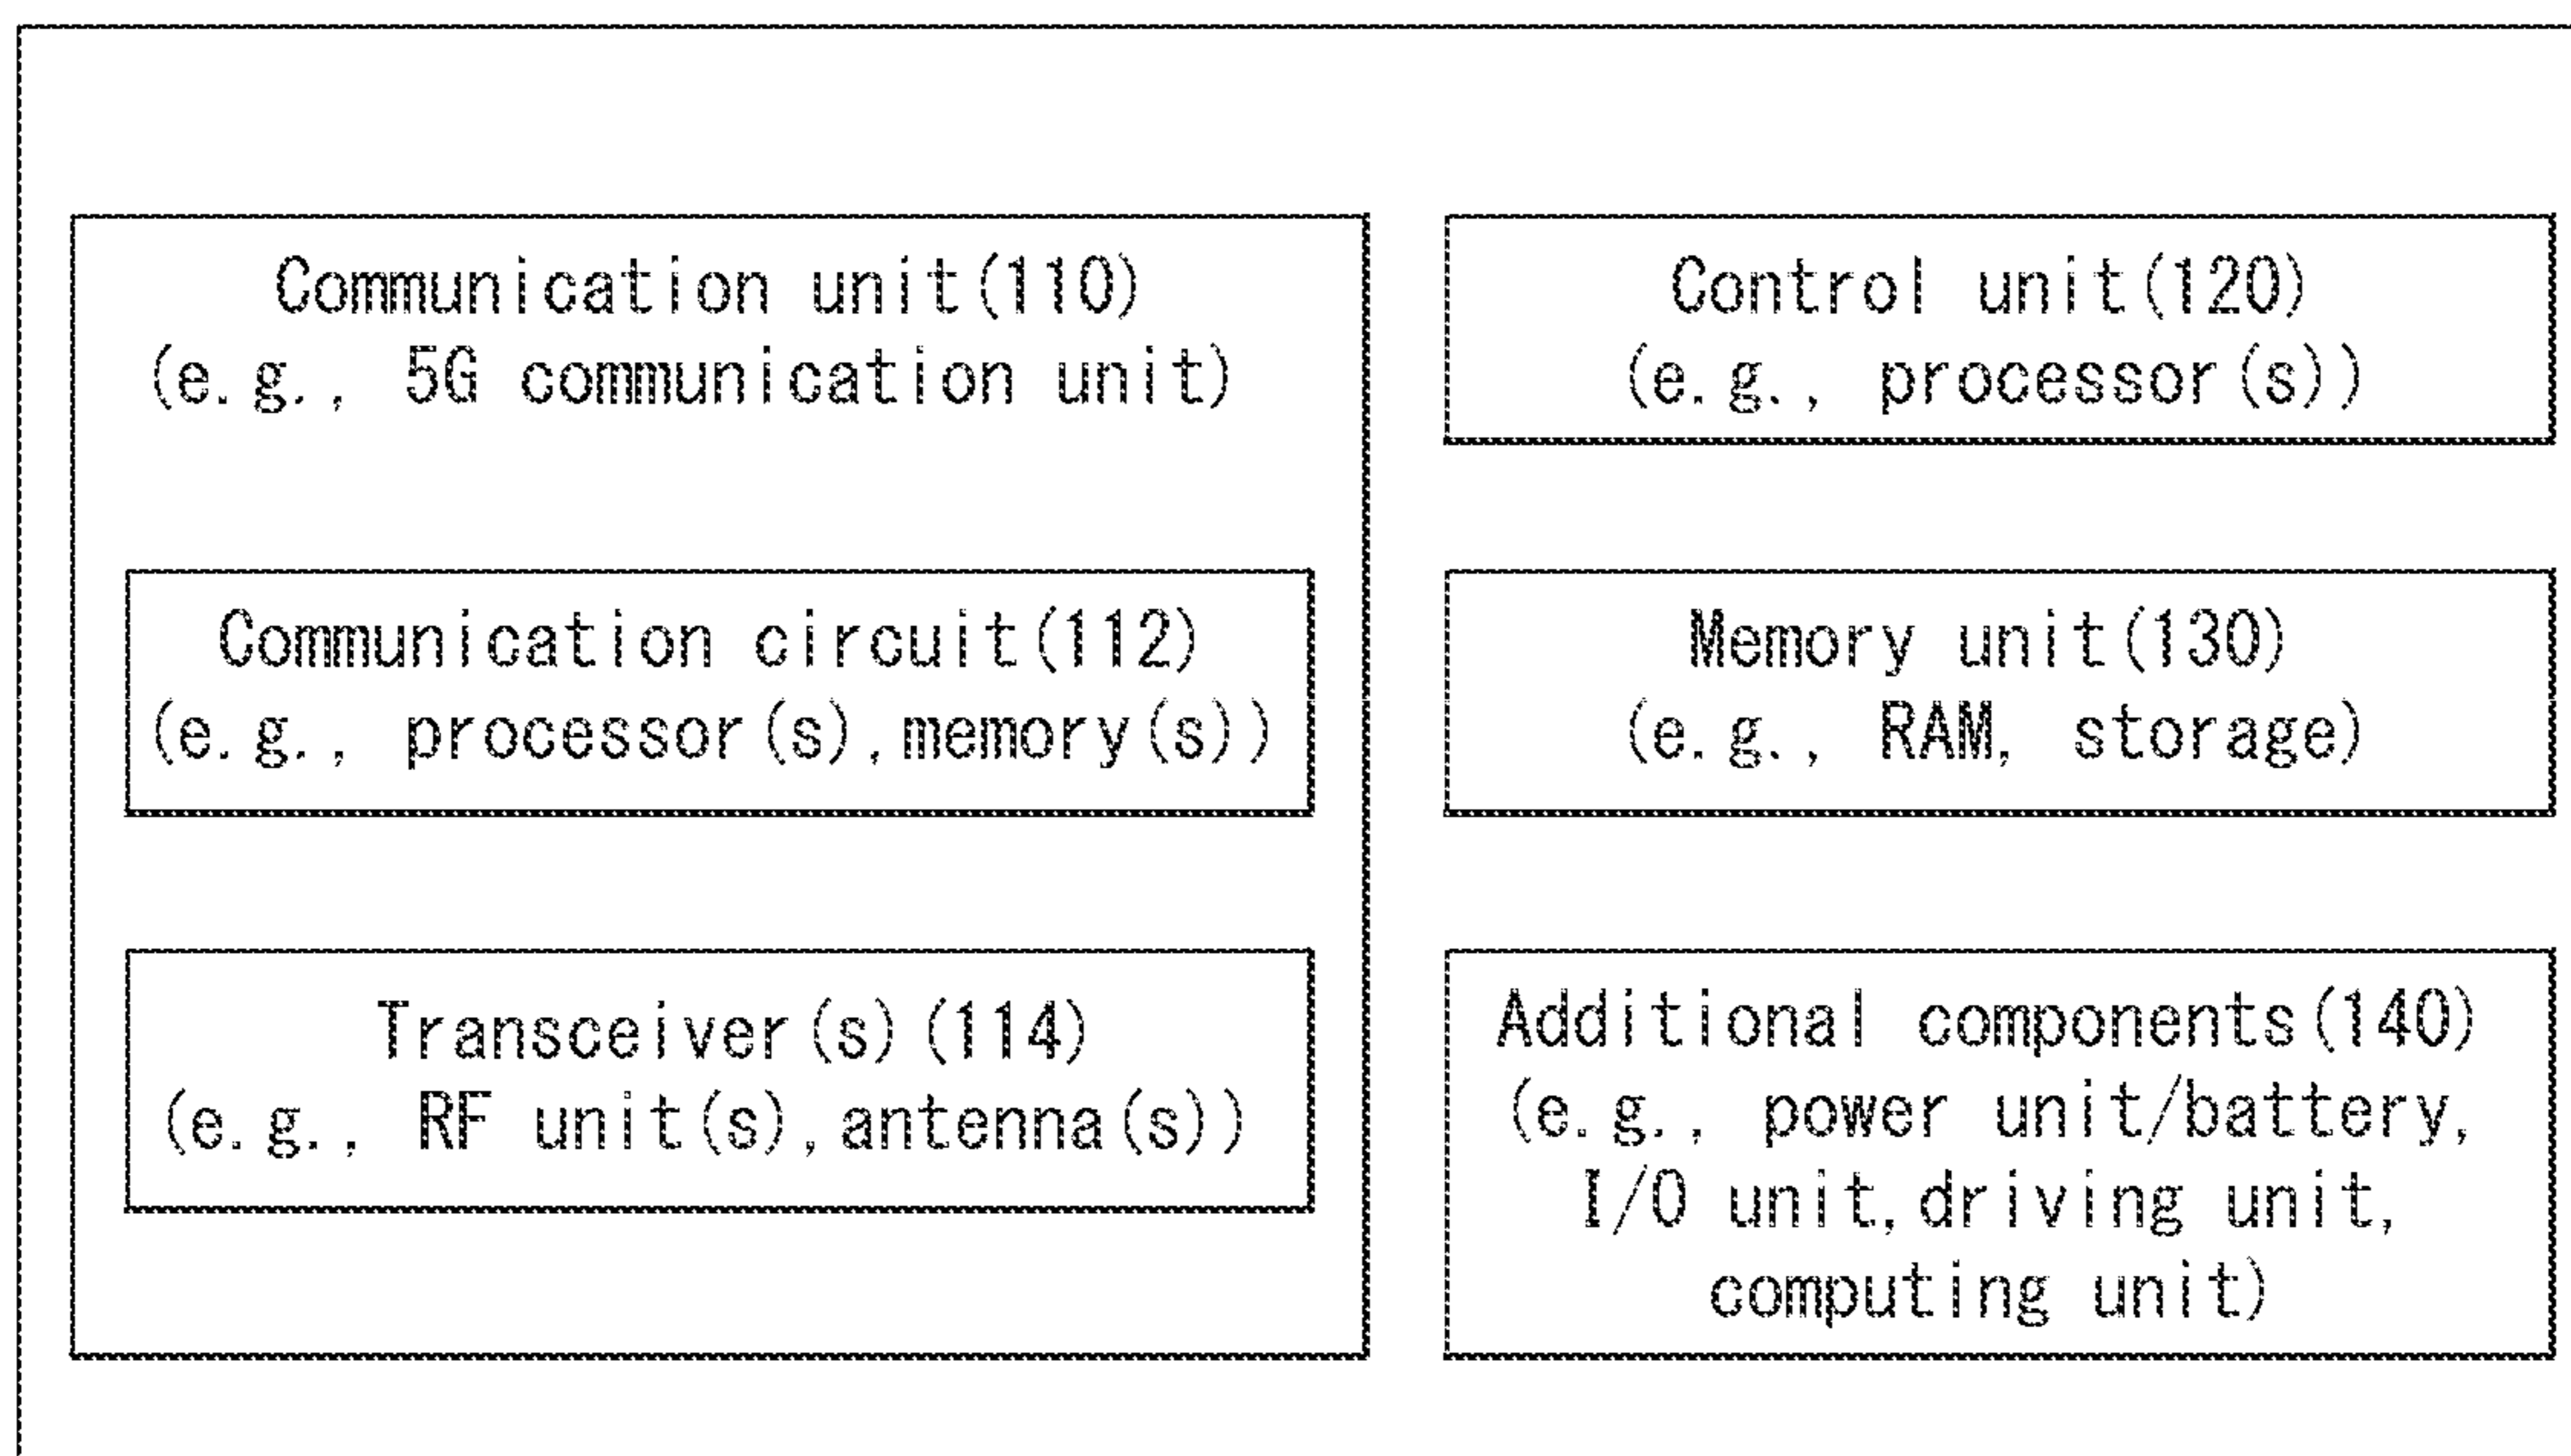 Communication unit(110)
(e.g., 5G communication unit)
Communication circuit(112)
(e.g., processor(s),memory(s))
Transceiver(s)(114)
(e.g., RF unit(s),antenna(s))
Control unit(120)
(e.g., processor(s))
Memory unit(130)
(e.g., RAM, storage)
Additional components(140)
(e.g., power unit/battery,
I/O unit,driving unit,
computing unit)